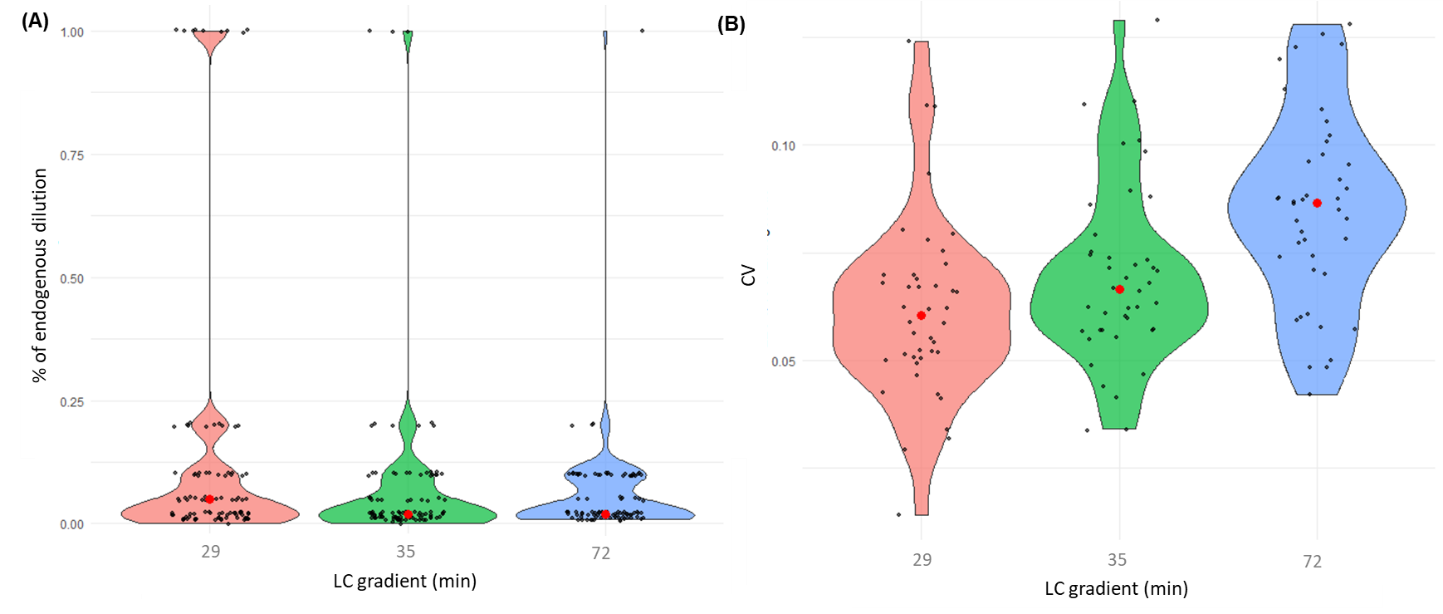 (A)
% of endogenous dilution
1.00
0.75
0.50
0.25
0.00
29 35 72
LC gradient (min)
(B)
CV
0.10
0.05
29 35 72
LC gradient (min)